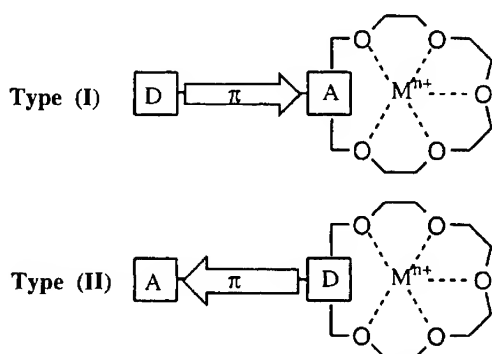 Type (I) D π A O O O O O M^n+
Type (II) A π D O O O O O M^n+